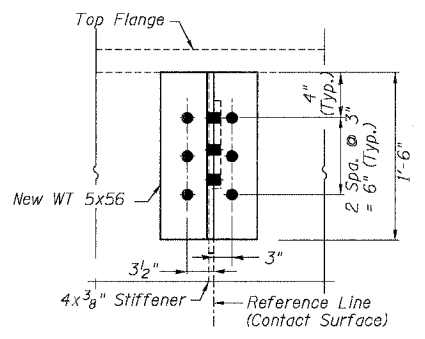 Top Flange
4"
(Typ.)
2 Spa. @ 3"
= 6" (Typ.)
1'-6"
New WT 5x56
3 1/2"
3"
4x3/8" Stiffener
Reference Line
(Contact Surface)